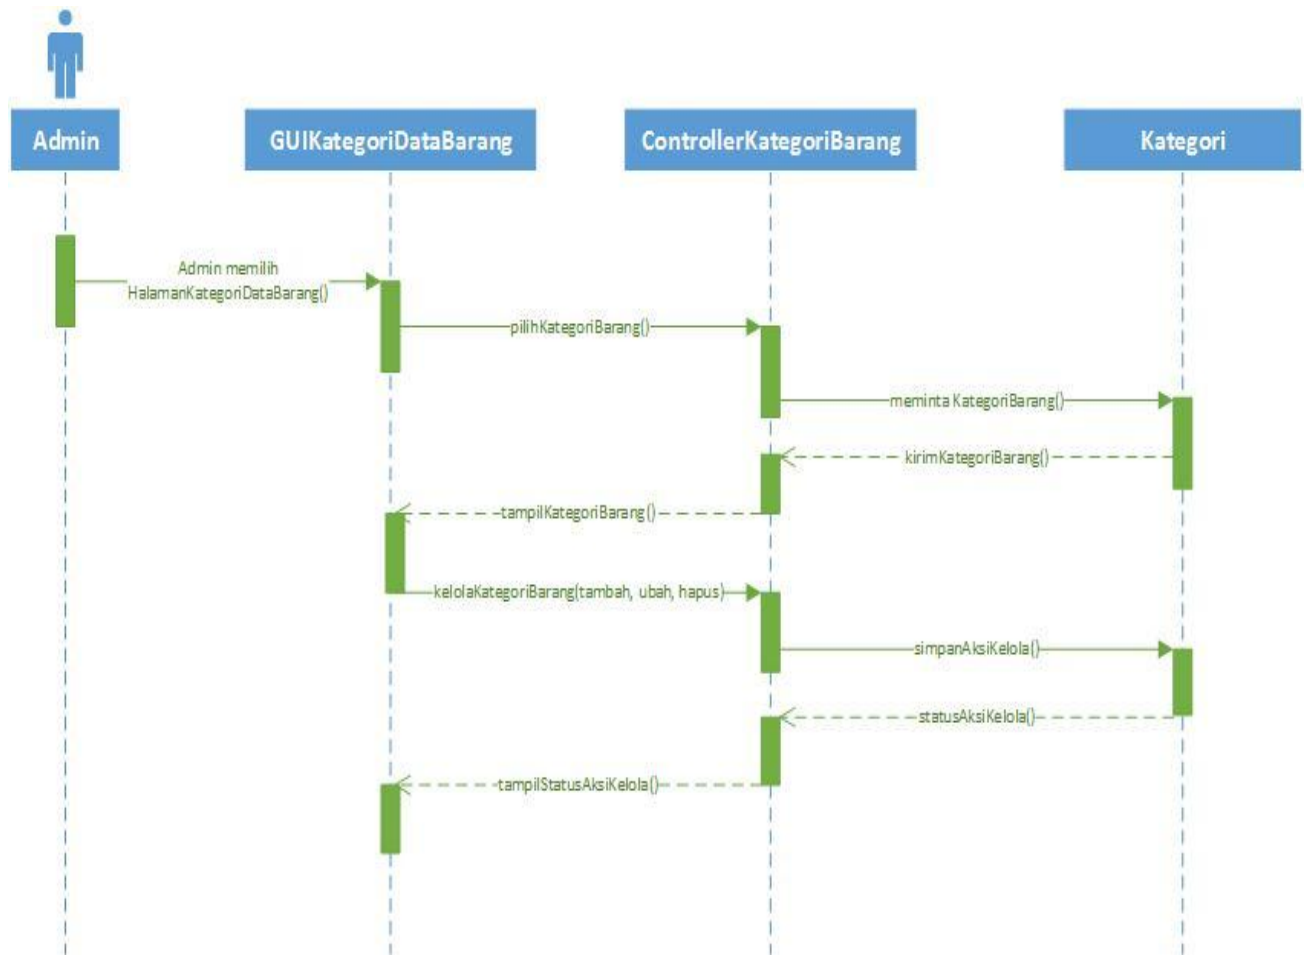 Admin
GUIKategoriDataBarang
ControllerKategoriBarang
Kategori
Admin memilih
HalamanKategoriDataBarang()
pilihKategoriBarang()
meminta KategoriBarang()
kirimKategoriBarang()
tampilKategoriBarang()
kelolaKategoriBarang(tambah, ubah, hapus)
simpanAksiKelola()
statusAksiKelola()
tampilStatusAksiKelola()